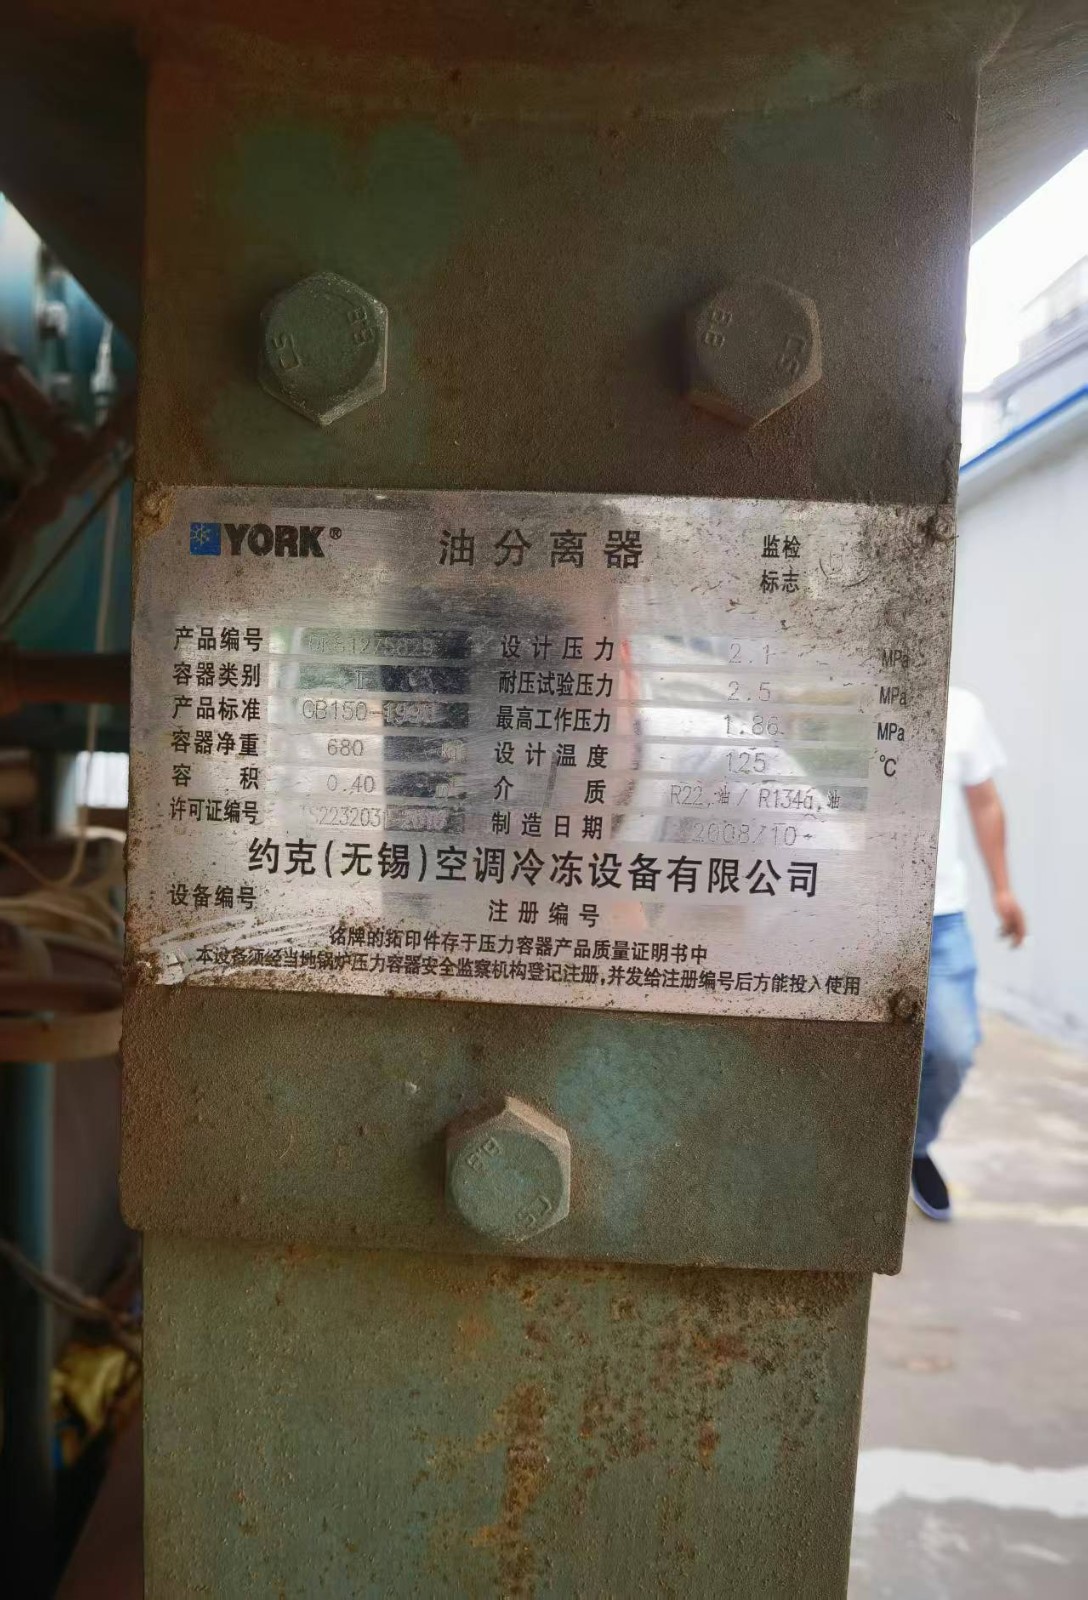 YORK®
油分离器
监检
标志
产品编号
设计压力 2.1 MPa
容器类别 I
耐压试验压力 2.5 MPa
产品标准 GB150-1998
最高工作压力 1.86 MPa
容器净重 680
设计温度 125 ℃
容积 0.40
介质 R22,油/R134a,油
许可证编号
制造日期 2008/10
约克(无锡)空调冷冻设备有限公司
设备编号
注册编号
铭牌的拓印件存于压力容器产品质量证明书中
本设备须经当地锅炉压力容器安全监察机构登记注册,并发给注册编号后方能投入使用